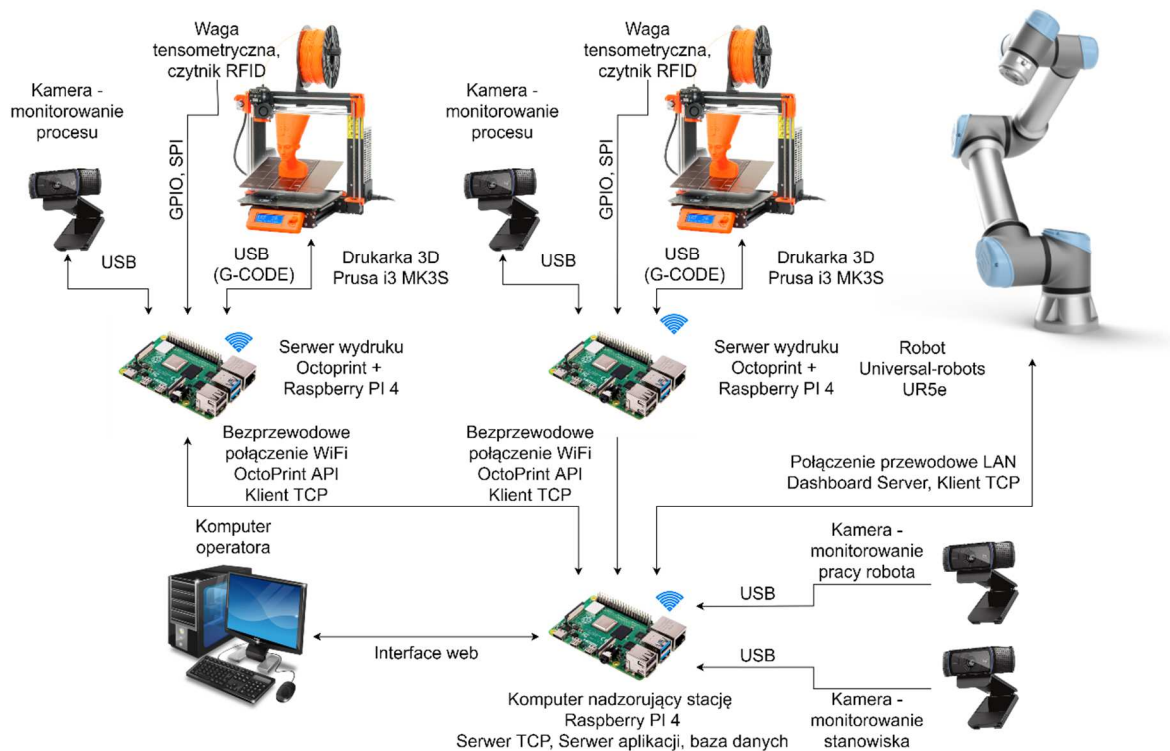 Waga
tensometryczna,
czytnik RFID
Kamera -
monitorowanie
procesu
GPIO, SPI
USB
USB
(G-CODE)
Drukarka 3D
Prusa i3 MK3S
Serwer wydruku
Octoprint +
Raspberry PI 4
Waga
tensometryczna,
czytnik RFID
Kamera -
monitorowanie
procesu
GPIO, SPI
USB
USB
(G-CODE)
Drukarka 3D
Prusa i3 MK3S
Serwer wydruku
Octoprint +
Raspberry PI 4
Robot
Universal-robots
UR5e
Bezprzewodowe
połączenie WiFi
OctoPrint API
Klient TCP
Bezprzewodowe
połączenie WiFi
OctoPrint API
Klient TCP
Połączenie przewodowe LAN
Dashboard Server, Klient TCP
Komputer
operatora
Interface web
Kamera -
monitorowanie
pracy robota
USB
USB
Kamera -
monitorowanie
stanowiska
Komputer nadzorujący stację
Raspberry PI 4
Serwer TCP, Serwer aplikacji, baza danych